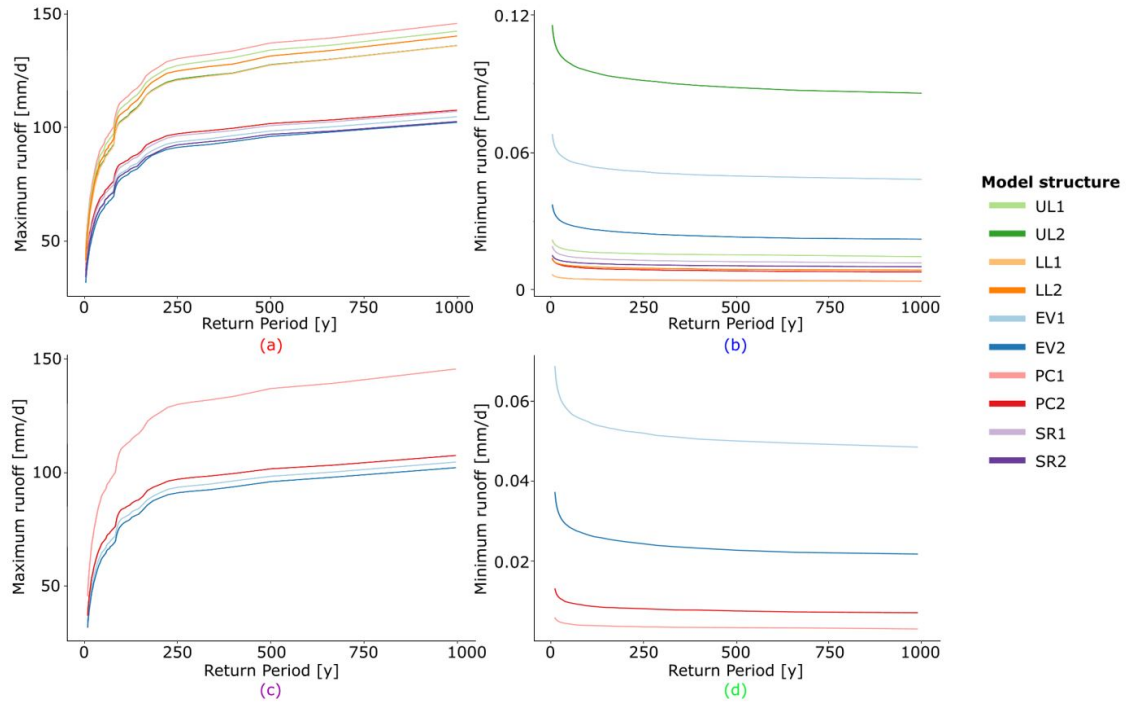 150
100
50
Maximum runoff [mm/d]
0 250 500 750 1000
Return Period [y]
(a)
0.12
0.06
0
Minimum runoff [mm/d]
0 250 500 750 1000
Return Period [y]
(b)
Model structure
UL1
UL2
LL1
LL2
EV1
EV2
PC1
PC2
SR1
SR2
150
100
50
Maximum runoff [mm/d]
0 250 500 750 1000
Return Period [y]
(c)
0.06
0.04
0.02
Minimum runoff [mm/d]
0 250 500 750 1000
Return Period [y]
(d)